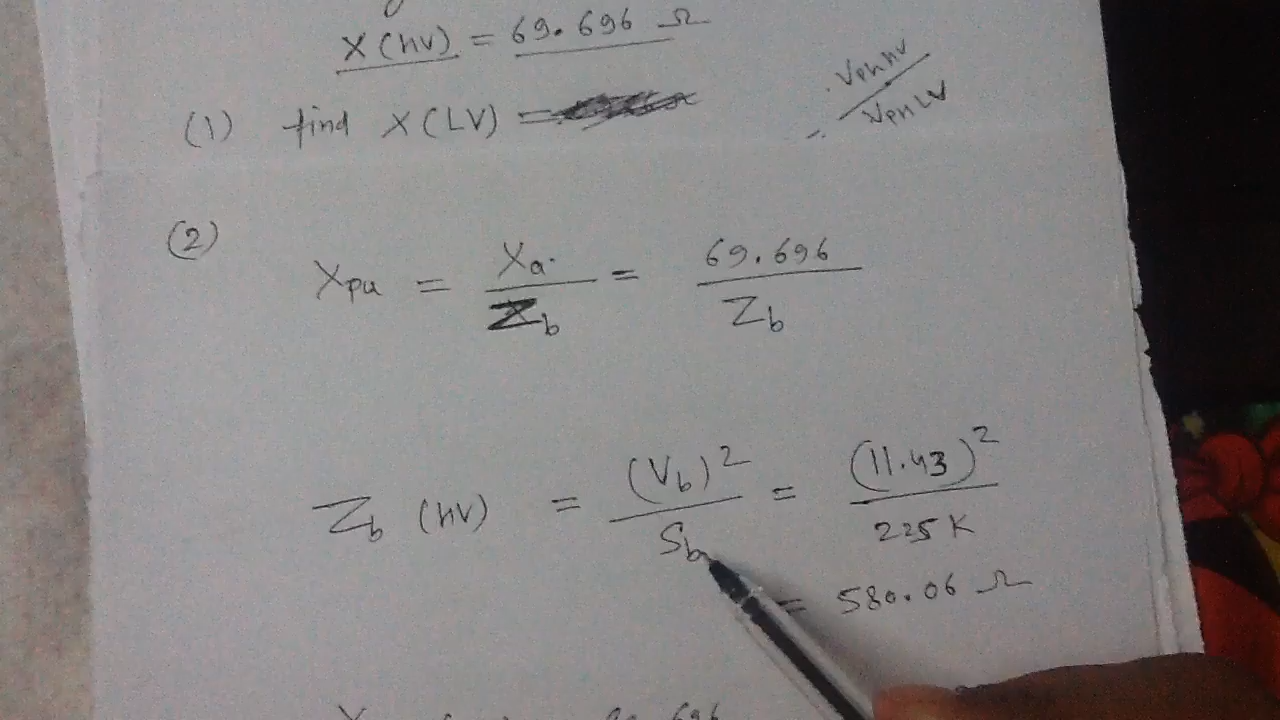 X(hv) = 69.696 Ω
(1) find X(LV) =
VPh hV / VPh LV
(2)
Xpu = Xa / Zb = 69.696 / Zb
Zb (hv) = (Vb)² / Sb = (11.43)² / 225 K
= 580.06 Ω